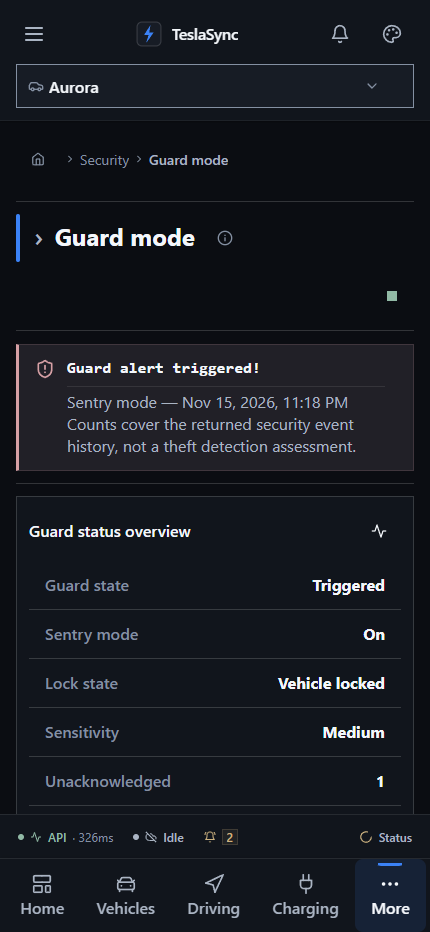 TeslaSync
Aurora
Security
Guard mode
Guard mode
Guard alert triggered!
Sentry mode — Nov 15, 2026, 11:18 PM
Counts cover the returned security event
history, not a theft detection assessment.
Guard status overview
Guard state Triggered
Sentry mode On
Lock state Vehicle locked
Sensitivity Medium
Unacknowledged 1
API · 326ms Idle 2 Status
Home Vehicles Driving Charging More